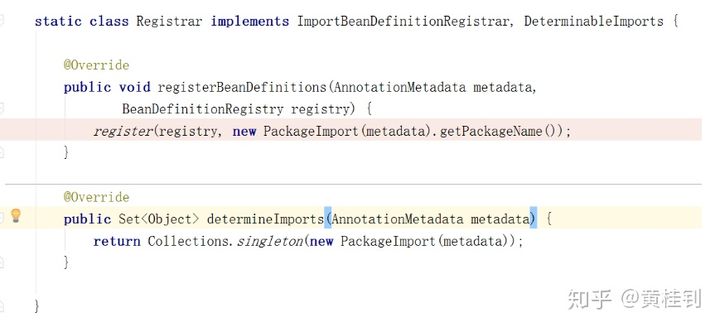 static class Registrar implements ImportBeanDefinitionRegistrar, DeterminableImports {
@Override
public void registerBeanDefinitions(AnnotationMetadata metadata,
BeanDefinitionRegistry registry) {
register(registry, new PackageImport(metadata).getPackageName());
}
@Override
public Set<Object> determineImports(AnnotationMetadata metadata) {
return Collections.singleton(new PackageImport(metadata));
}
}
知乎 @黄桂钊